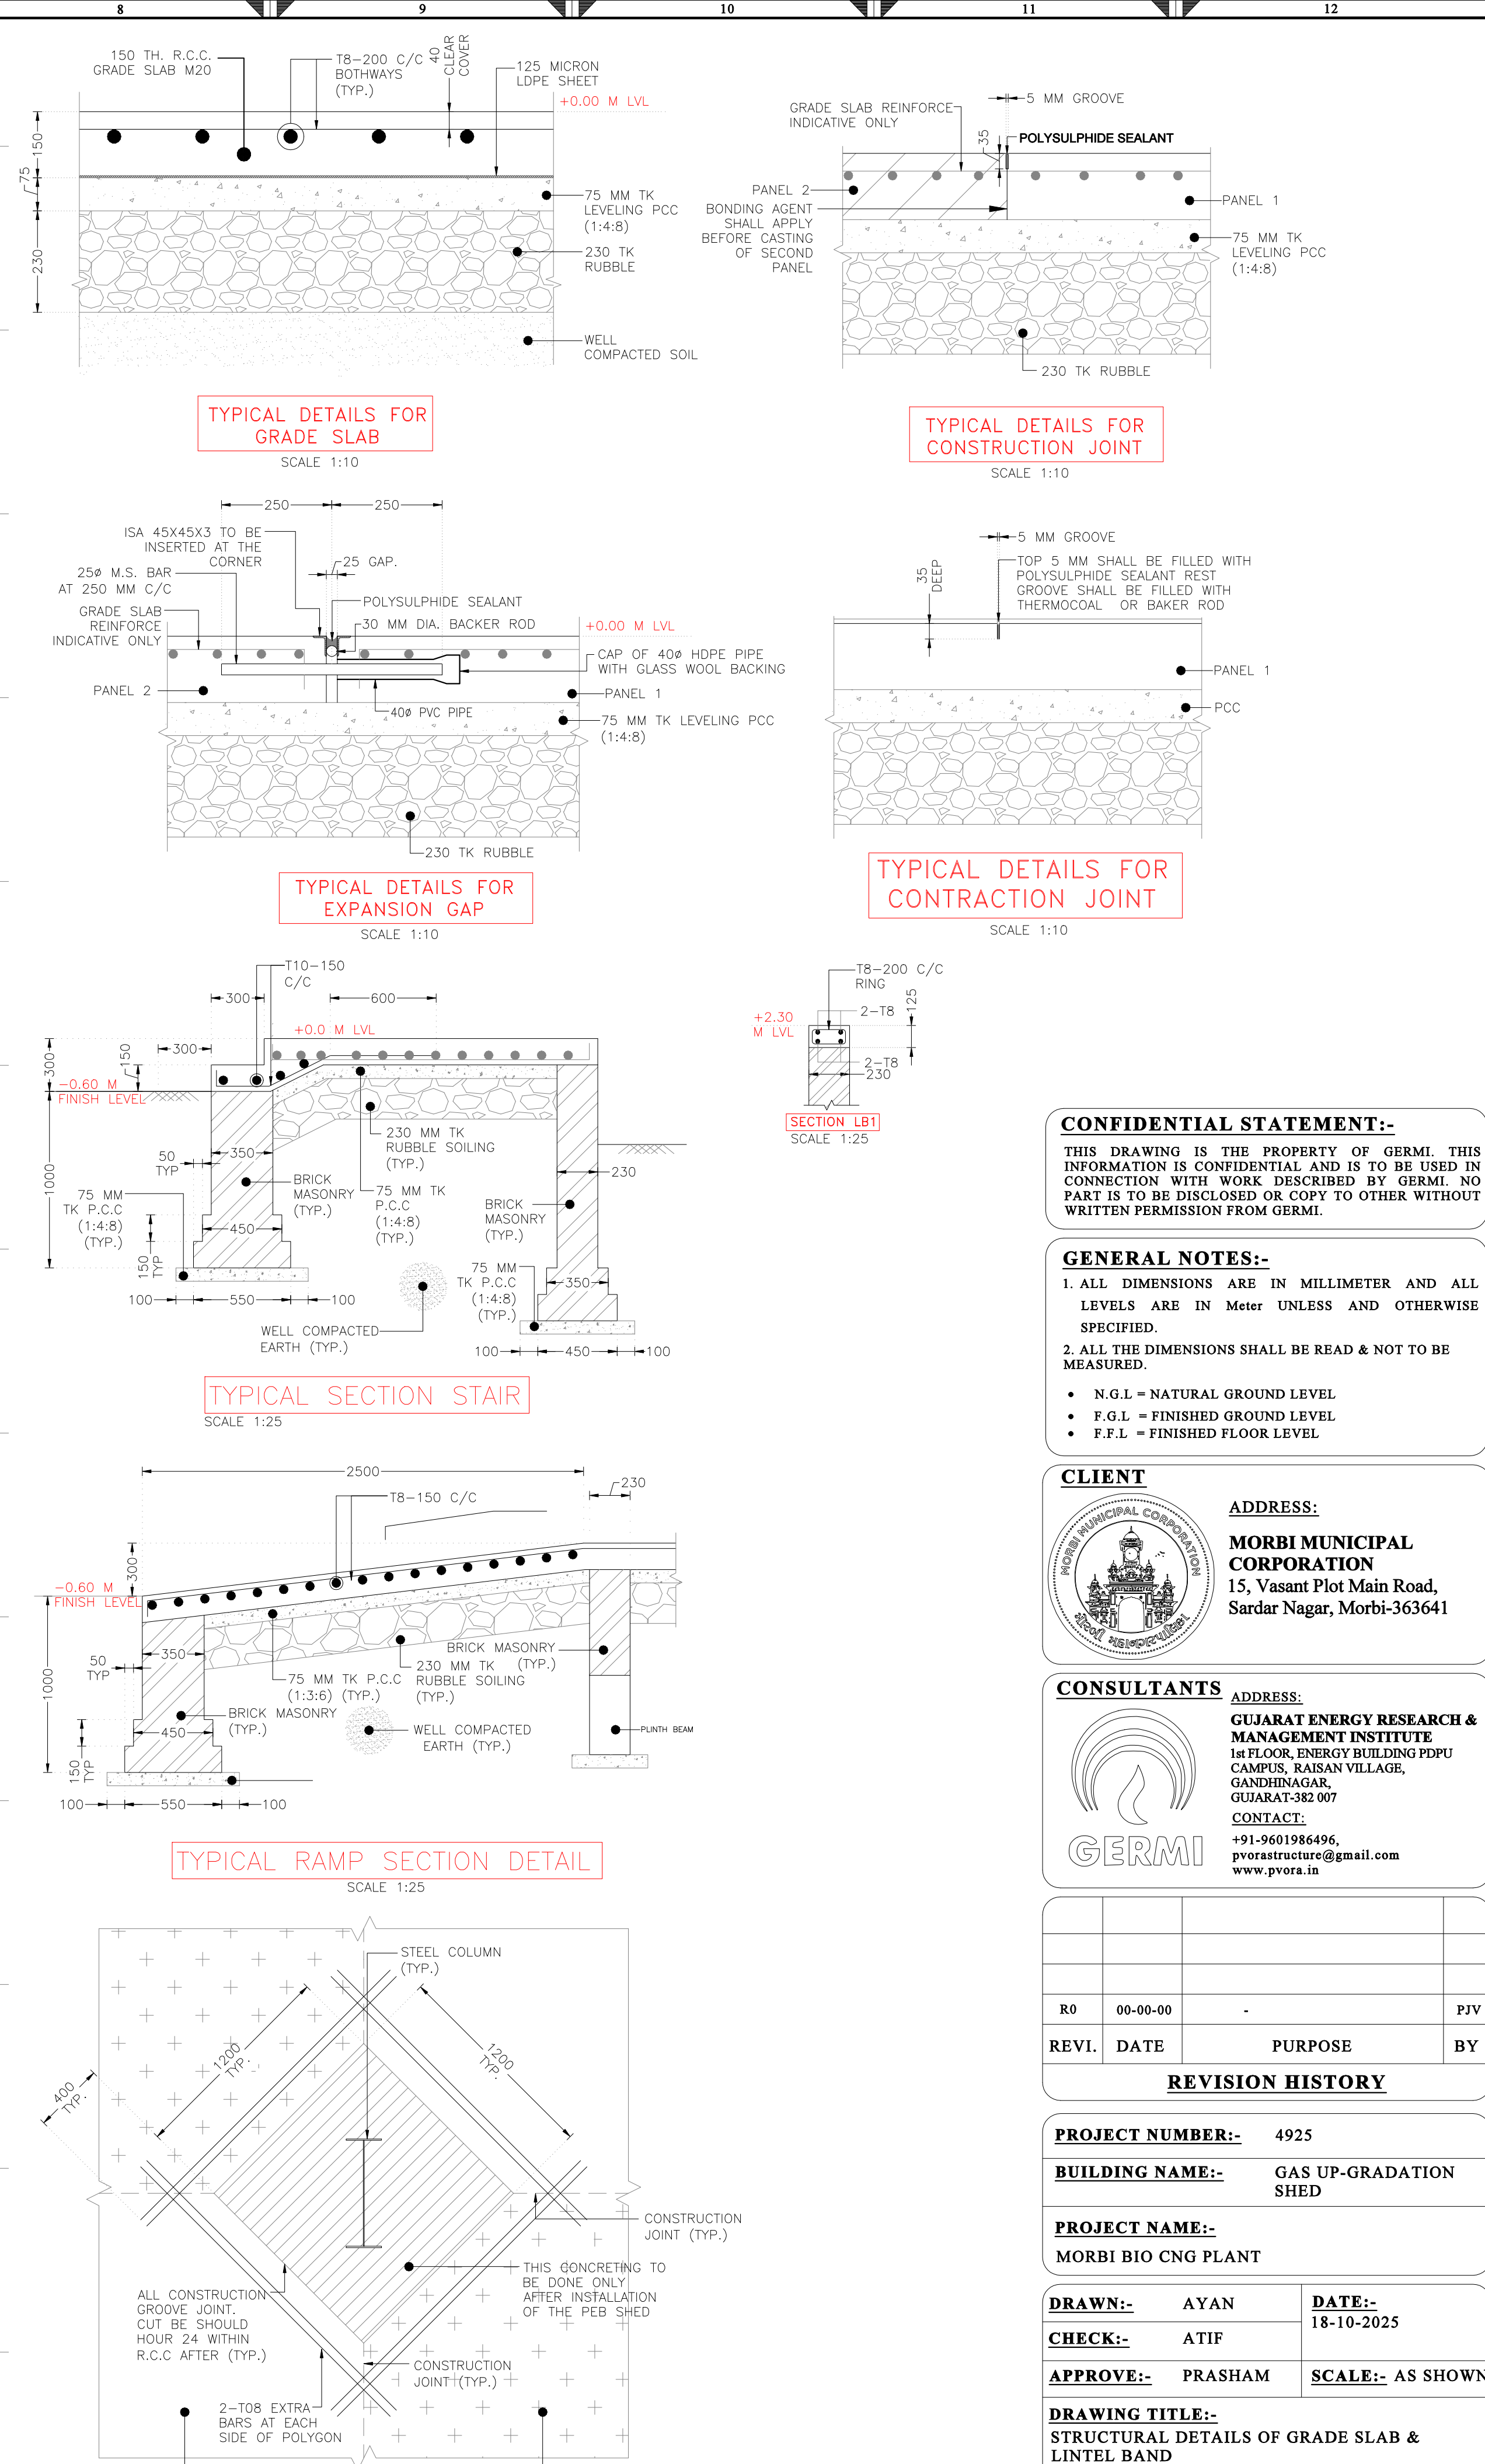 8
9
10
11
12
150 TH. R.C.C.
GRADE SLAB M20
T8-200 C/C
BOTHWAYS
(TYP.)
40
CLEAR
COVER
125 MICRON
LDPE SHEET
+0.00 M LVL
150
75
230
75 MM TK
LEVELING PCC
(1:4:8)
230 TK
RUBBLE
WELL
COMPACTED SOIL
TYPICAL DETAILS FOR
GRADE SLAB
SCALE 1:10
GRADE SLAB REINFORCE
INDICATIVE ONLY
5 MM GROOVE
35
POLYSULPHIDE SEALANT
PANEL 2
BONDING AGENT
SHALL APPLY
BEFORE CASTING
OF SECOND
PANEL
PANEL 1
75 MM TK
LEVELING PCC
(1:4:8)
230 TK RUBBLE
TYPICAL DETAILS FOR
CONSTRUCTION JOINT
SCALE 1:10
250
250
ISA 45X45X3 TO BE
INSERTED AT THE
CORNER
25 GAP.
25ø M.S. BAR
AT 250 MM C/C
POLYSULPHIDE SEALANT
GRADE SLAB
REINFORCE
INDICATIVE ONLY
30 MM DIA. BACKER ROD
+0.00 M LVL
CAP OF 40ø HDPE PIPE
WITH GLASS WOOL BACKING
PANEL 2
PANEL 1
40ø PVC PIPE
75 MM TK LEVELING PCC
(1:4:8)
230 TK RUBBLE
TYPICAL DETAILS FOR
EXPANSION GAP
SCALE 1:10
5 MM GROOVE
35
DEEP
TOP 5 MM SHALL BE FILLED WITH
POLYSULPHIDE SEALANT REST
GROOVE SHALL BE FILLED WITH
THERMOCOAL OR BAKER ROD
PANEL 1
PCC
TYPICAL DETAILS FOR
CONTRACTION JOINT
SCALE 1:10
T10-150
C/C
300
600
+0.0 M LVL
300
300
150
-0.60 M
FINISH LEVEL
1000
350
50
TYP
230 MM TK
RUBBLE SOILING
(TYP.)
230
75 MM
TK P.C.C
(1:4:8)
(TYP.)
BRICK
MASONRY
(TYP.)
75 MM TK
P.C.C
(1:4:8)
(TYP.)
BRICK
MASONRY
(TYP.)
450
150
TYP
75 MM
TK P.C.C
(1:4:8)
(TYP.)
350
100
550
100
WELL COMPACTED
EARTH (TYP.)
100
450
100
TYPICAL SECTION STAIR
SCALE 1:25
T8-200 C/C
RING
+2.30
M LVL
2-T8
125
2-T8
230
SECTION LB1
SCALE 1:25
2500
230
T8-150 C/C
300
-0.60 M
FINISH LEVEL
1000
350
50
TYP
BRICK MASONRY
(TYP.)
75 MM TK P.C.C
(1:3:6) (TYP.)
230 MM TK
RUBBLE SOILING
(TYP.)
BRICK MASONRY
(TYP.)
450
WELL COMPACTED
EARTH (TYP.)
PLINTH BEAM
150
TYP
100
550
100
TYPICAL RAMP SECTION DETAIL
SCALE 1:25
STEEL COLUMN
(TYP.)
1200
TYP.
1200
TYP.
400
TYP.
CONSTRUCTION
JOINT (TYP.)
THIS CONCRETING TO
BE DONE ONLY
AFTER INSTALLATION
OF THE PEB SHED
ALL CONSTRUCTION
GROOVE JOINT.
CUT BE SHOULD
HOUR 24 WITHIN
R.C.C AFTER (TYP.)
CONSTRUCTION
JOINT (TYP.)
2-T08 EXTRA
BARS AT EACH
SIDE OF POLYGON
CONFIDENTIAL STATEMENT:-
THIS DRAWING IS THE PROPERTY OF GERMI. THIS
INFORMATION IS CONFIDENTIAL AND IS TO BE USED IN
CONNECTION WITH WORK DESCRIBED BY GERMI. NO
PART IS TO BE DISCLOSED OR COPY TO OTHER WITHOUT
WRITTEN PERMISSION FROM GERMI.
GENERAL NOTES:-
1. ALL DIMENSIONS ARE IN MILLIMETER AND ALL
LEVELS ARE IN Meter UNLESS AND OTHERWISE
SPECIFIED.
2. ALL THE DIMENSIONS SHALL BE READ & NOT TO BE
MEASURED.
• N.G.L = NATURAL GROUND LEVEL
• F.G.L = FINISHED GROUND LEVEL
• F.F.L = FINISHED FLOOR LEVEL
CLIENT
MORBI MUNICIPAL CORPORATION
ADDRESS:
MORBI MUNICIPAL
CORPORATION
15, Vasant Plot Main Road,
Sardar Nagar, Morbi-363641
CONSULTANTS
GERMI
ADDRESS:
GUJARAT ENERGY RESEARCH &
MANAGEMENT INSTITUTE
1st FLOOR, ENERGY BUILDING PDPU
CAMPUS, RAISAN VILLAGE,
GANDHINAGAR,
GUJARAT-382 007
CONTACT:
+91-9601986496,
pvorastructure@gmail.com
www.pvora.in
R0 00-00-00 - PJV
REVI. DATE PURPOSE BY
REVISION HISTORY
PROJECT NUMBER:- 4925
BUILDING NAME:- GAS UP-GRADATION
SHED
PROJECT NAME:-
MORBI BIO CNG PLANT
DRAWN:- AYAN
DATE:-
18-10-2025
CHECK:- ATIF
APPROVE:- PRASHAM
SCALE:- AS SHOWN
DRAWING TITLE:-
STRUCTURAL DETAILS OF GRADE SLAB &
LINTEL BAND